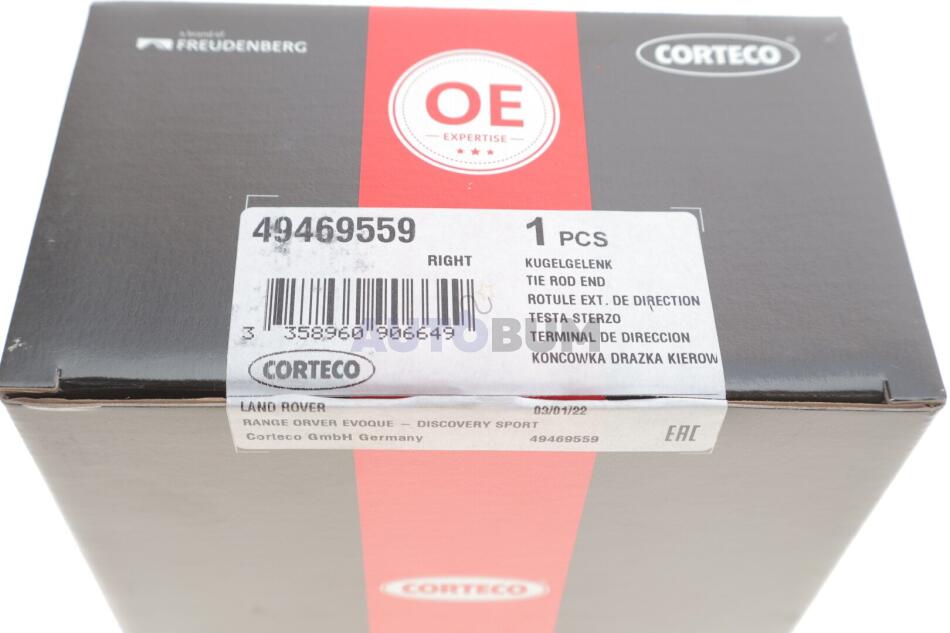 a brand of
FREUDENBERG
CORTECO
OE
EXPERTISE
49469559
1 PCS
RIGHT
KUGELGELENK
TIE ROD END
ROTULE EXT. DE DIRECTION
TESTA STERZO
TERMINAL DE DIRECCION
KONCOWKA DRAZKA KIEROW
3 358960 906649
AUTOBUM
CORTECO
LAND ROVER 03/01/22
RANGE ORVER EVOQUE – DISCOVERY SPORT
Corteco GmbH Germany 49469559
EAC
CORTECO